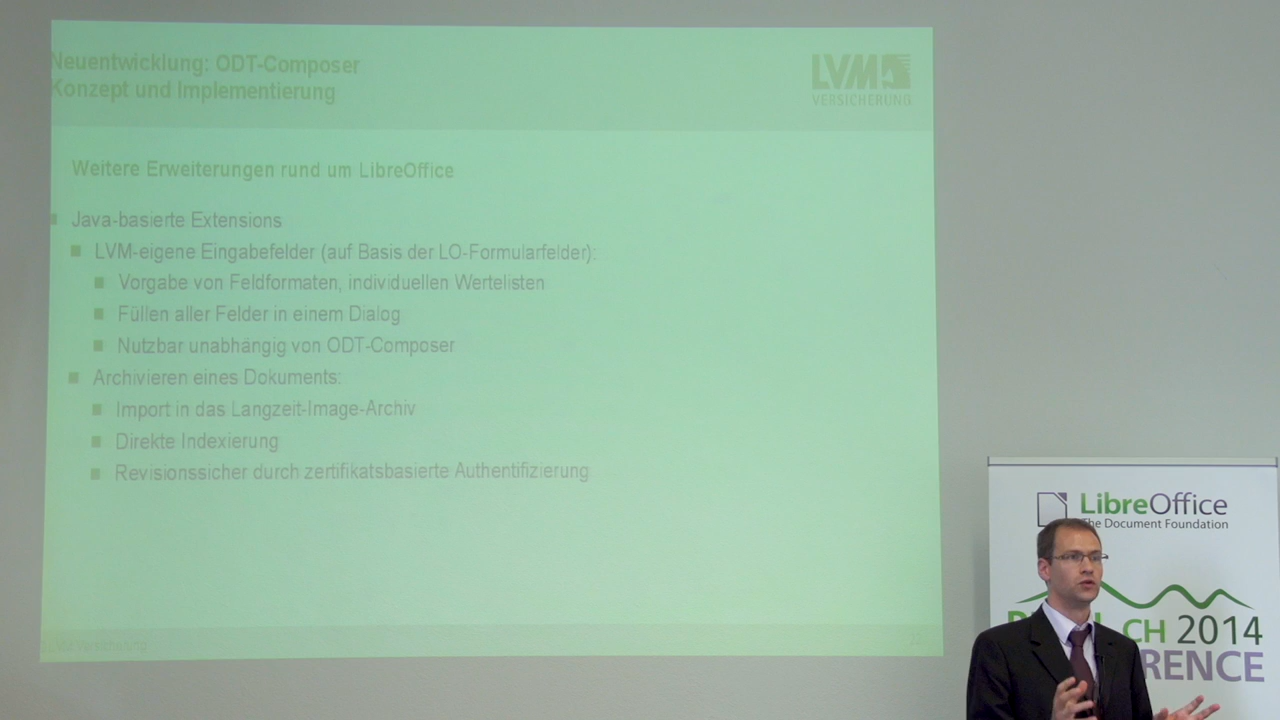 Neuentwicklung: ODT-Composer
Konzept und Implementierung
LVM
VERSICHERUNG
Weitere Erweiterungen rund um LibreOffice
Java-basierte Extensions
LVM-eigene Eingabefelder (auf Basis der LO-Formularfelder):
Vorgabe von Feldformaten, individuellen Wertelisten
Füllen aller Felder in einem Dialog
Nutzbar unabhängig von ODT-Composer
Archivieren eines Dokuments:
Import in das Langzeit-Image-Archiv
Direkte Indexierung
Revisionssicher durch zertifikatsbasierte Authentifizierung
LVM Versicherung
LibreOffice
The Document Foundation
CH 2014
RENCE